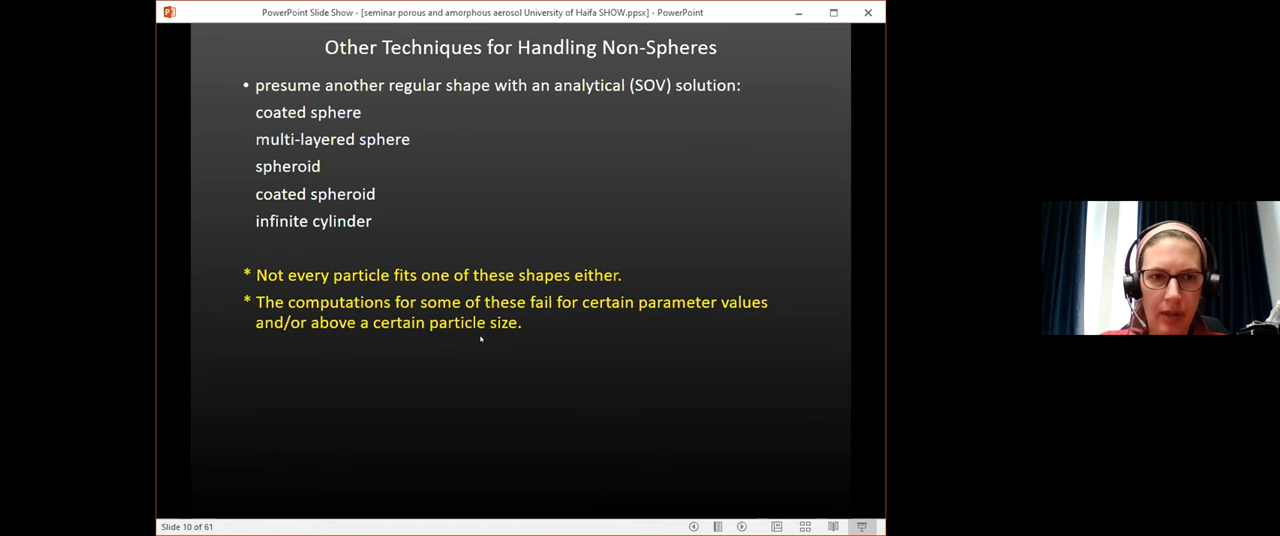 PowerPoint Slide Show - [seminar porous and amorphous aerosol University of Haifa SHOW.ppsx] - PowerPoint
Other Techniques for Handling Non-Spheres
• presume another regular shape with an analytical (SOV) solution:
coated sphere
multi-layered sphere
spheroid
coated spheroid
infinite cylinder
* Not every particle fits one of these shapes either.
* The computations for some of these fail for certain parameter values
and/or above a certain particle size.
Slide 10 of 61